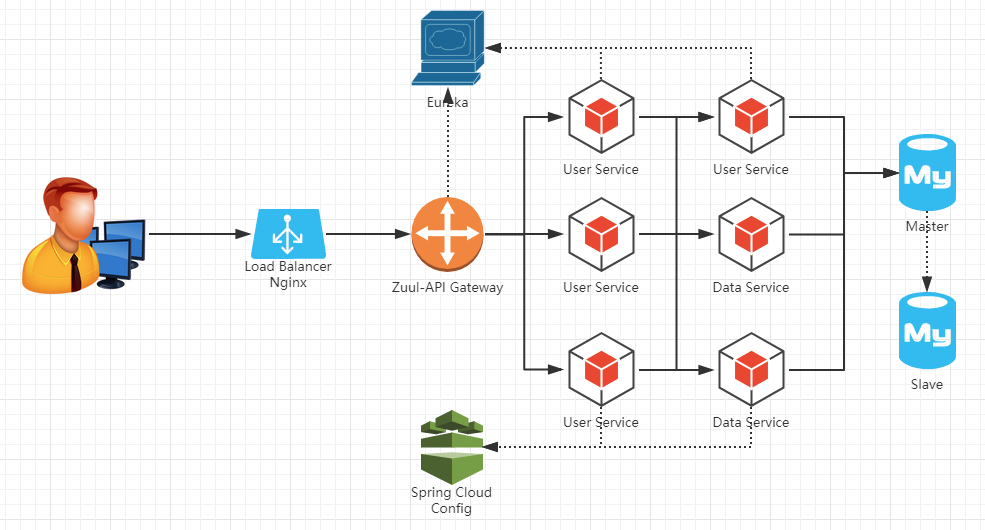 Eureka
User Service
User Service
My
Master
Load Balancer
Nginx
Zuul-API Gateway
User Service
Data Service
My
Slave
User Service
Data Service
Spring Cloud
Config